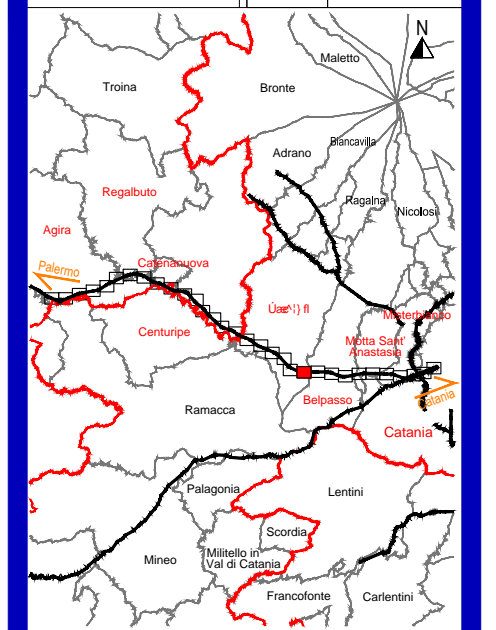 N
Maletto
Troina
Bronte
Biancavilla
Adrano
Regalbuto
Ragalna
Nicolosi
Agira
Palermo
Catenanuova
Misterbianco
Centuripe
Motta Sant'
Anastasia
Belpasso
Catania
Ramacca
Catania
Palagonia
Lentini
Scordia
Mineo
Militello in
Val di Catania
Francofonte
Carlentini